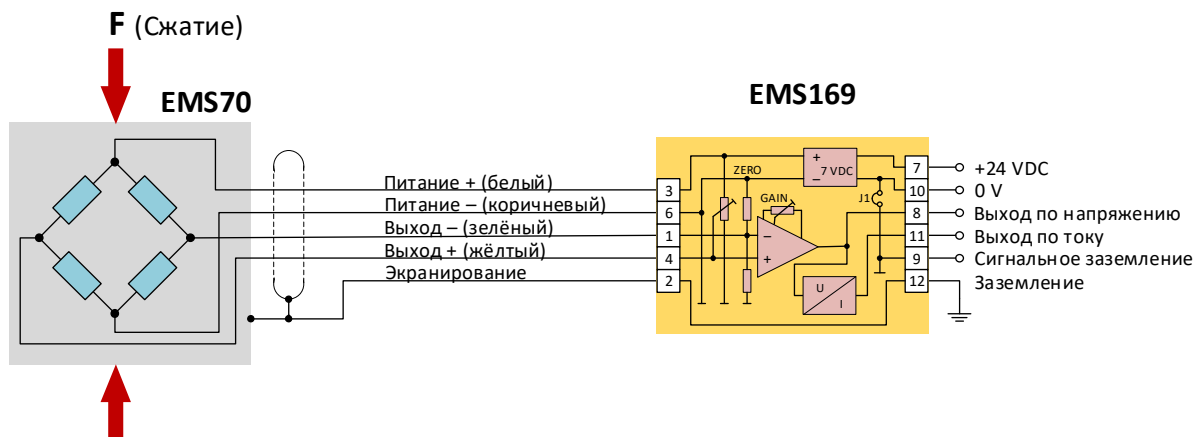 F (Сжатие)
EMS70
EMS169
Питание + (белый)
Питание – (коричневый)
Выход – (зелёный)
Выход + (жёлтый)
Экранирование
3
6
1
4
2
ZERO
GAIN
+
–
7 VDC
J1
–
+
U
I
7
10
8
11
9
12
+24 VDC
0 V
Выход по напряжению
Выход по току
Сигнальное заземление
Заземление